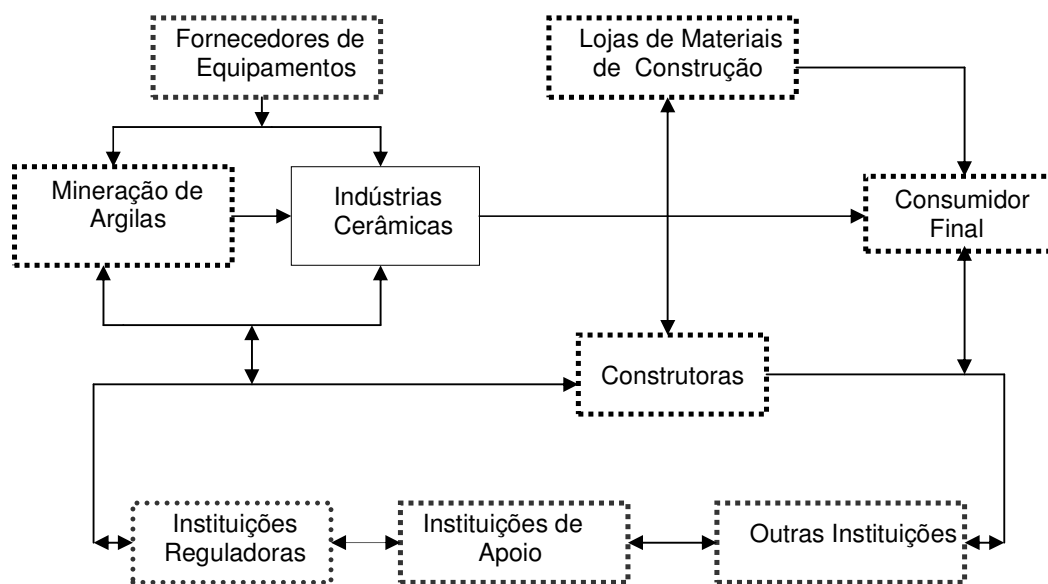 Fornecedores de
Equipamentos
Lojas de Materiais
de Construção
Mineração de
Argilas
Indústrias
Cerâmicas
Consumidor
Final
Construtoras
Instituições
Reguladoras
Instituições de
Apoio
Outras Instituições